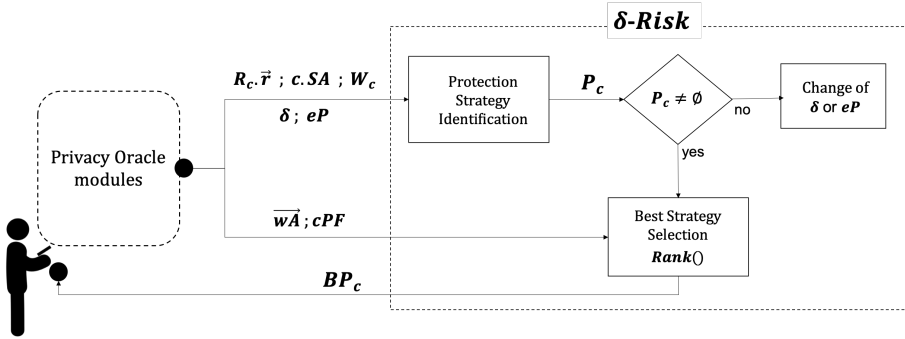 δ-Risk
R_c.r⃗ ; c.SA ; W_c
δ ; eP
Protection
Strategy
Identification
P_c
P_c ≠ ∅
no
Change of
δ or eP
yes
Privacy Oracle
modules
w⃗A⃗ ; cPF
Best Strategy
Selection
Rank()
BP_c